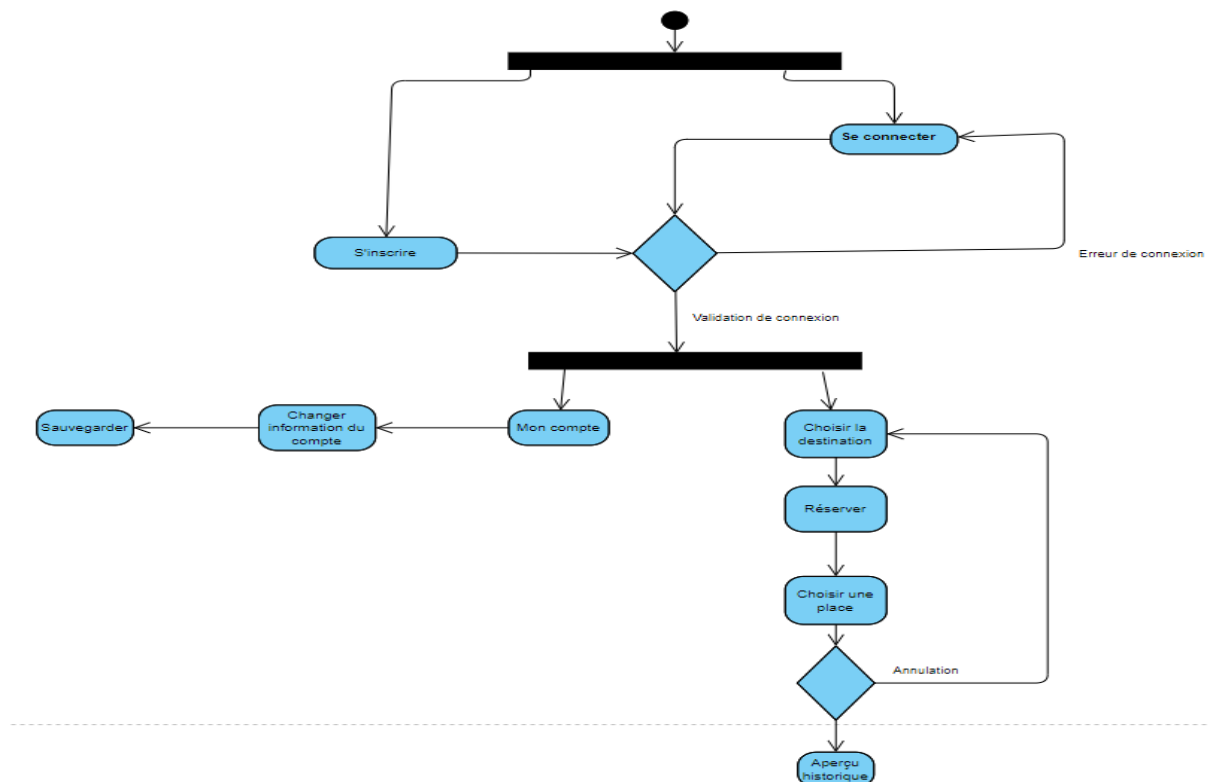 Se connecter
S'inscrire
Erreur de connexion
Validation de connexion
Sauvegarder
Changer
information du
compte
Mon compte
Choisir la
destination
Réserver
Choisir une
place
Annulation
Aperçu
historique